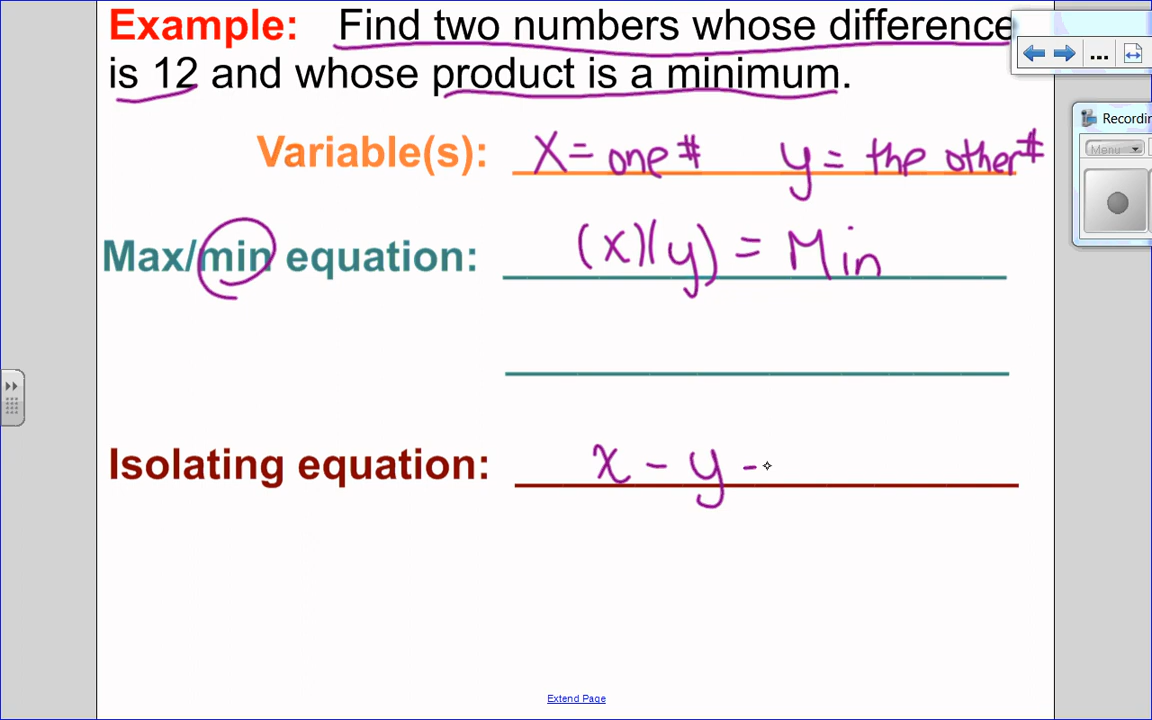 Example: Find two numbers whose difference
is 12 and whose product is a minimum.
Variable(s): X = one # y = the other #
Max/min equation: (x)(y) = Min
Isolating equation: x - y -
...
Recordin
Menu
Extend Page